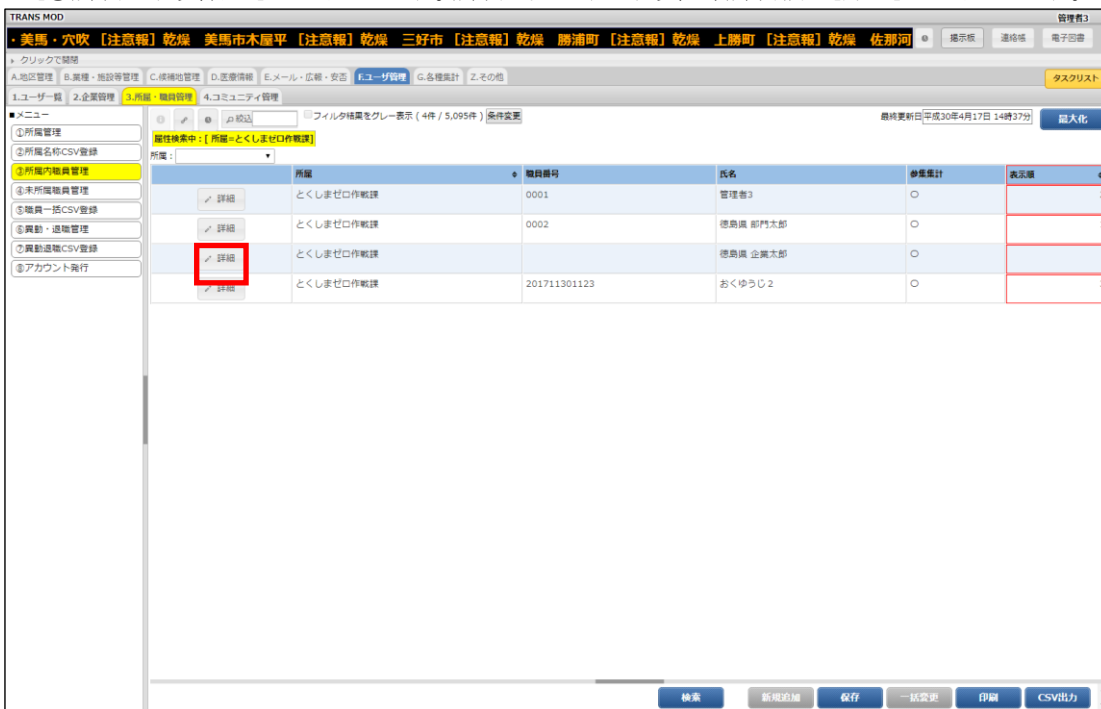 TRANS MOD 管理者3
・美馬・穴吹 [注意報] 乾燥 美馬市木屋平 [注意報] 乾燥 三好市 [注意報] 乾燥 勝浦町 [注意報] 乾燥 上勝町 [注意報] 乾燥 佐那河 掲示板 連絡帳 電子回書
クリックで開閉
A.地区管理 B.業種・施設等管理 C.候補地管理 D.医療情報 E.メール・広報・安否 F.ユーザ管理 G.各種集計 Z.その他 タスクリスト
1.ユーザ一覧 2.企業管理 3.所属・職員管理 4.コミュニティ管理
■メニュー
①所属管理
②所属名称CSV登録
③所属内職員管理
④未所属職員管理
⑤職員一括CSV登録
⑥異動・退職管理
⑦異動退職CSV登録
⑧アカウント発行
絞込 フィルタ結果をグレー表示 ( 4件 / 5,095件 ) 条件変更 最終更新日 平成30年4月17日 14時37分 最大化
属性検索中：[ 所属=とくしまゼロ作戦課]
所属：
所属 職員番号 氏名 参集集計 表示順
詳細 とくしまゼロ作戦課 0001 管理者3 ○
詳細 とくしまゼロ作戦課 0002 徳島県 部門太郎 ○
詳細 とくしまゼロ作戦課 徳島県 企業太郎 ○
詳細 とくしまゼロ作戦課 201711301123 おくゆうじ2 ○
検索 新規追加 保存 一括変更 印刷 CSV出力